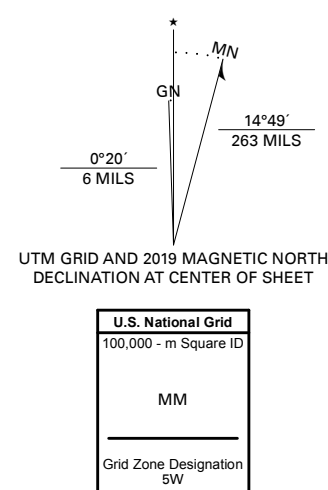 ★
MN
GN
14°49´
263 MILS
0°20´
6 MILS
UTM GRID AND 2019 MAGNETIC NORTH
DECLINATION AT CENTER OF SHEET
U.S. National Grid
100,000 - m Square ID
MM
Grid Zone Designation
5W